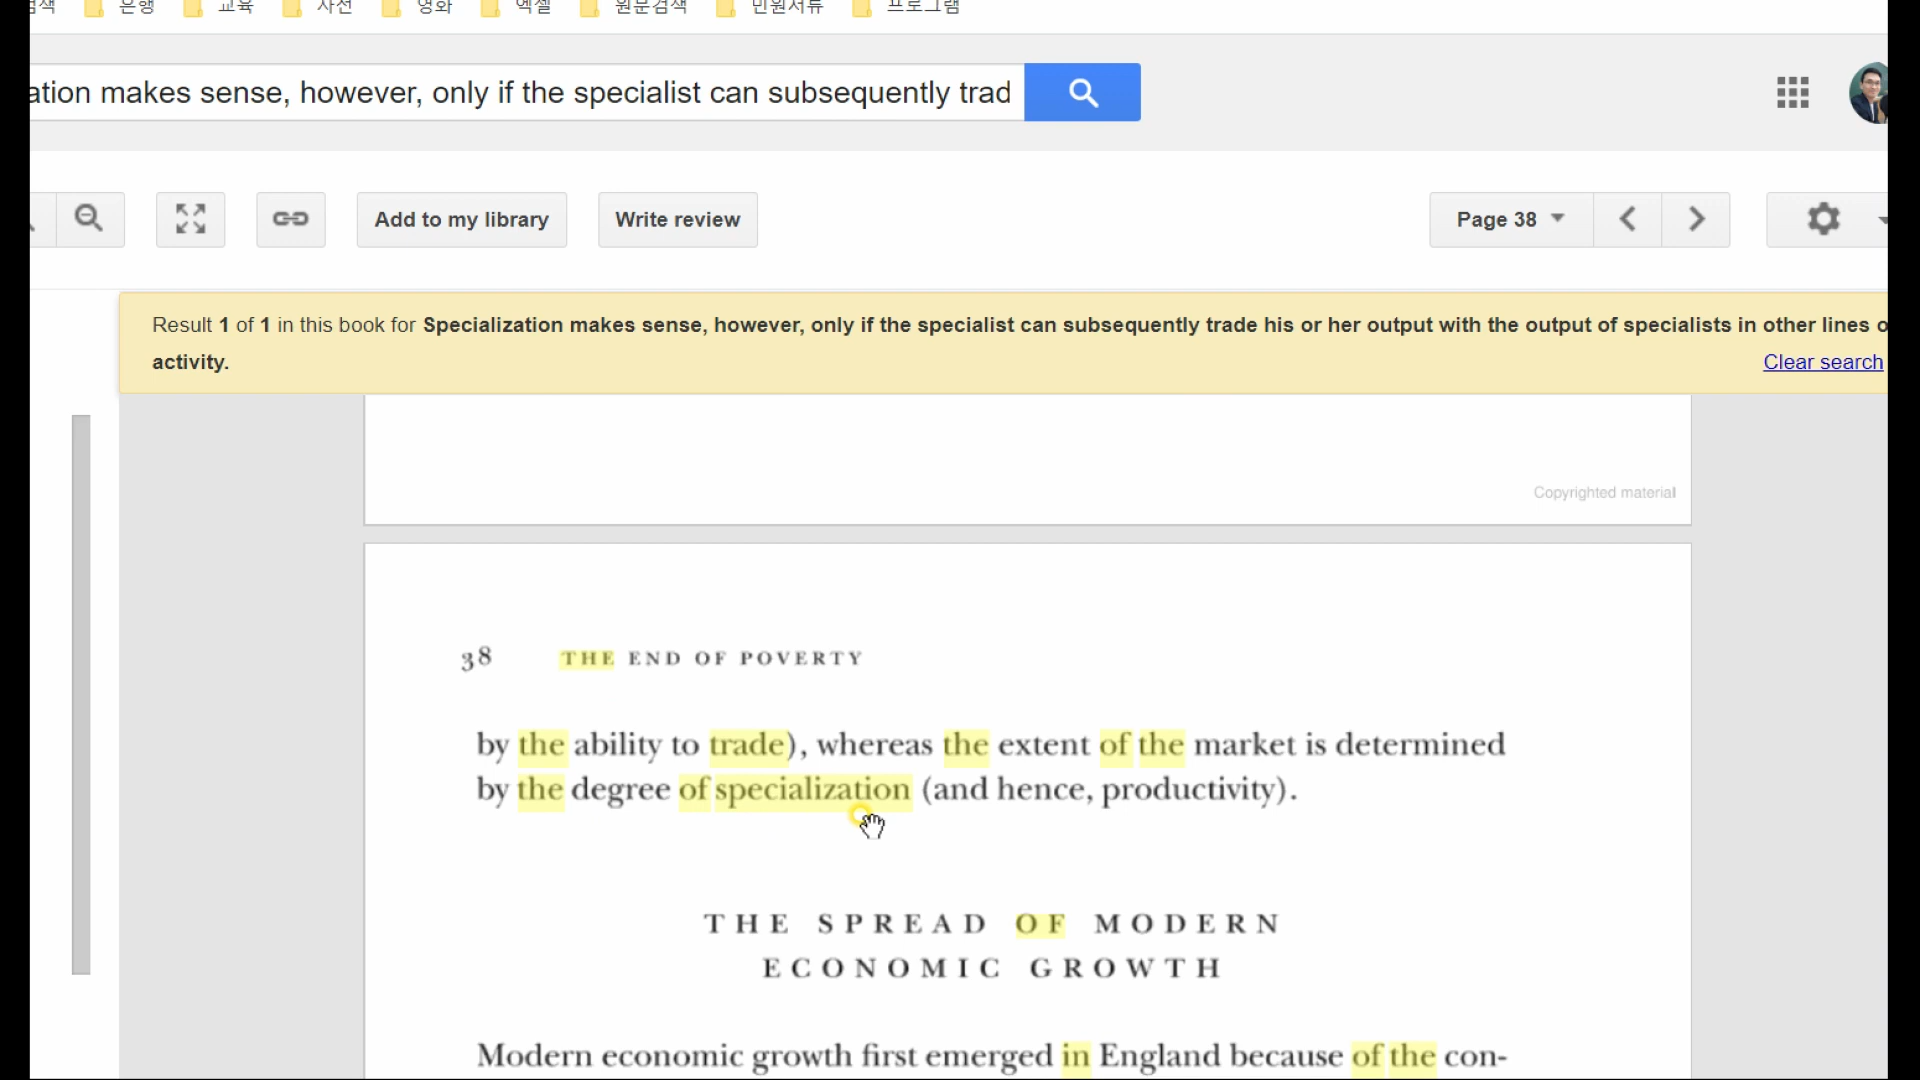 검색 은행 교육 사전 영화 엑셀 원문검색 민원서류 프로그램
ation makes sense, however, only if the specialist can subsequently trad
Add to my library Write review Page 38
Result 1 of 1 in this book for Specialization makes sense, however, only if the specialist can subsequently trade his or her output with the output of specialists in other lines o
activity. Clear search
Copyrighted material
38 THE END OF POVERTY
by the ability to trade), whereas the extent of the market is determined
by the degree of specialization (and hence, productivity).
THE SPREAD OF MODERN
ECONOMIC GROWTH
Modern economic growth first emerged in England because of the con-